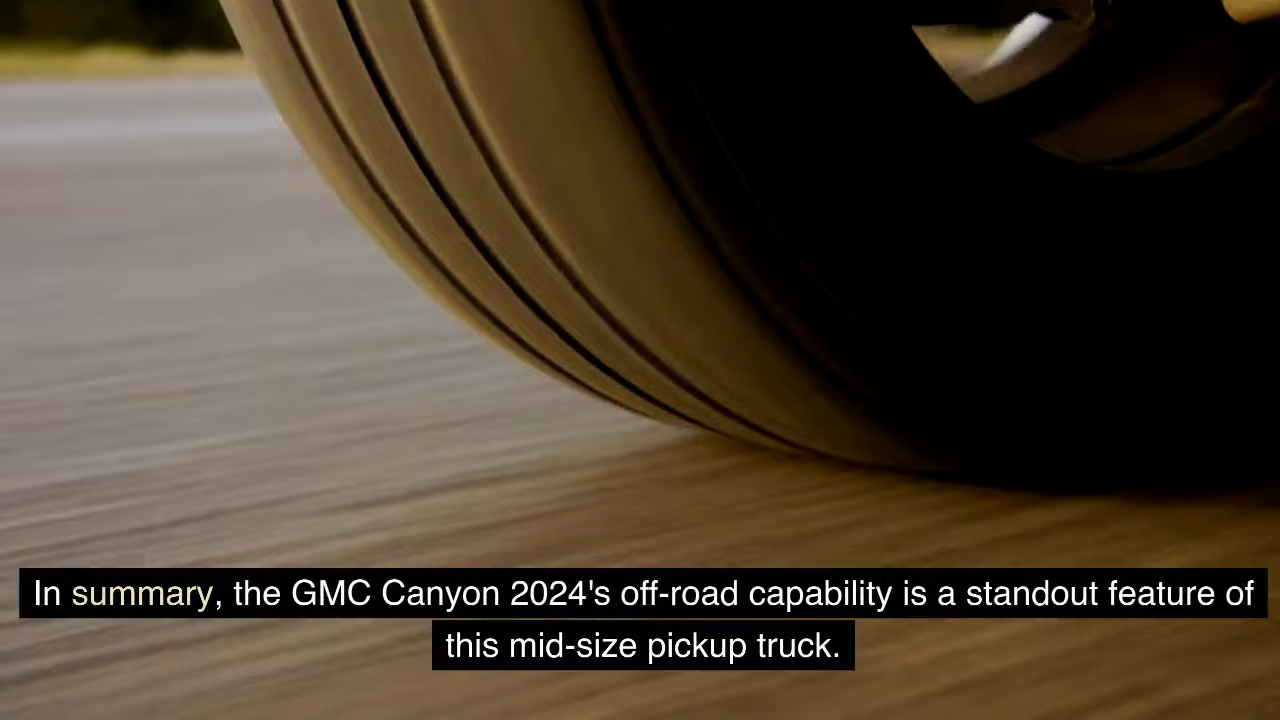 In summary, the GMC Canyon 2024's off-road capability is a standout feature of
this mid-size pickup truck.